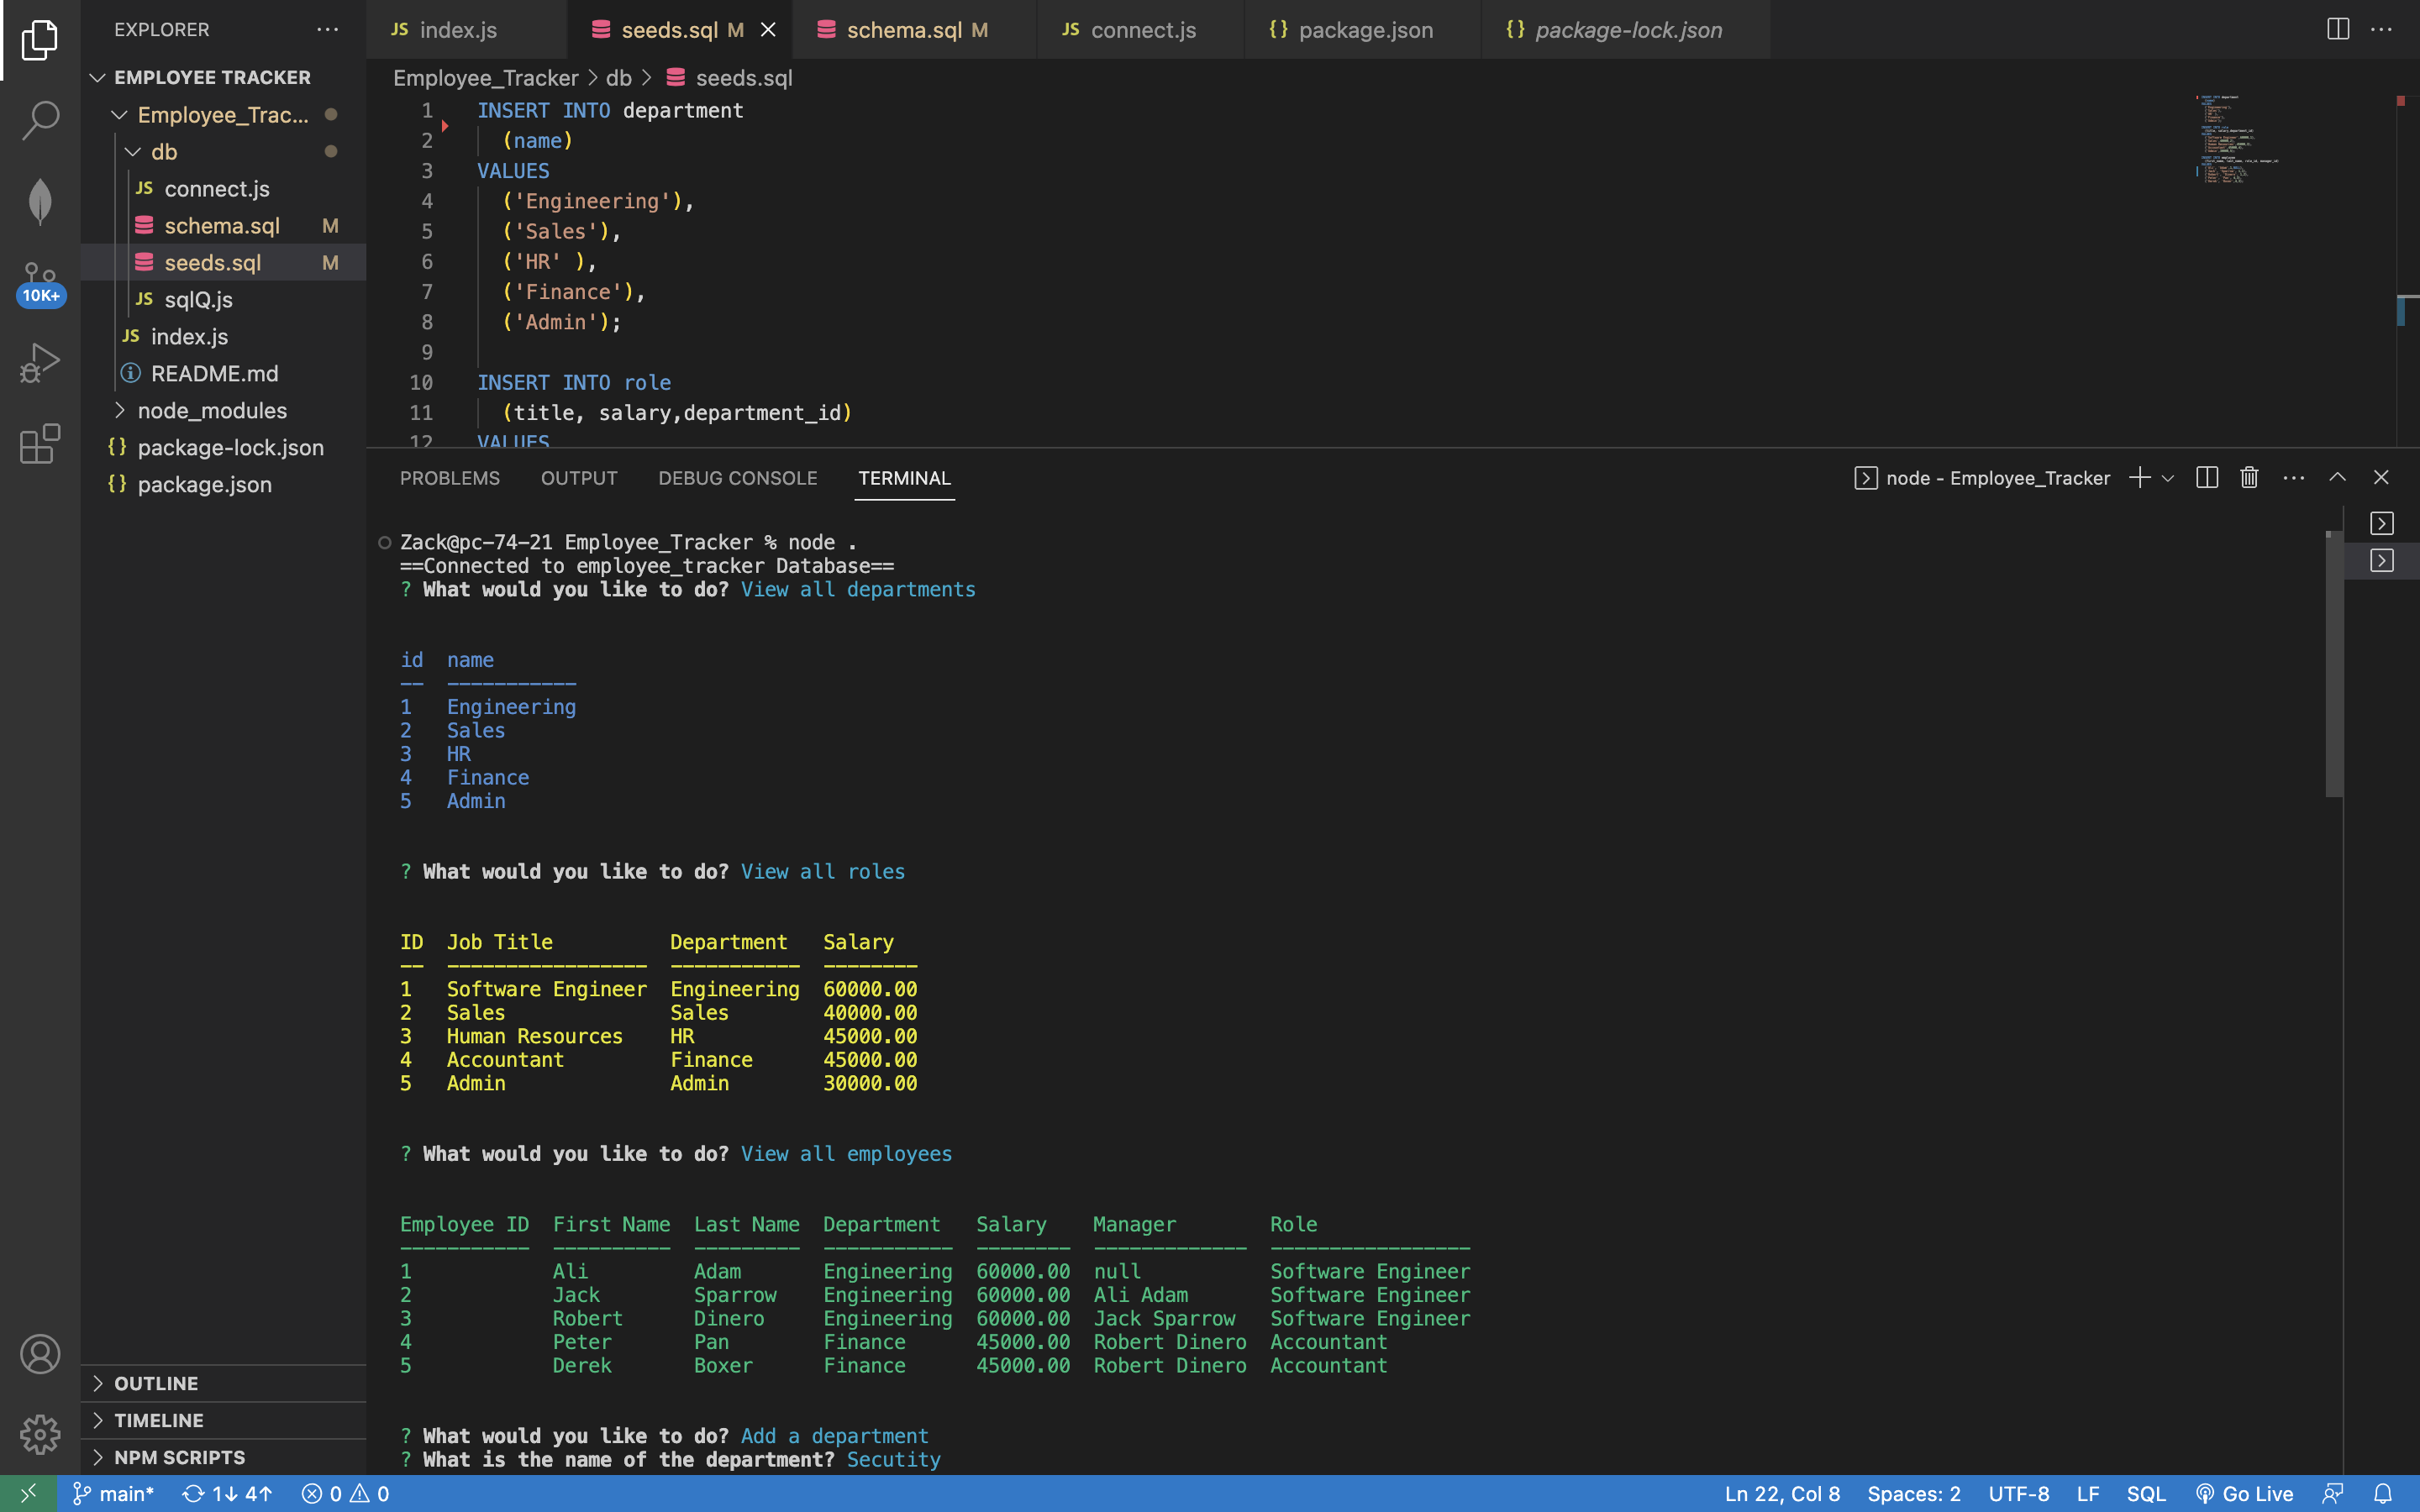 EXPLORER
EMPLOYEE TRACKER
Employee_Trac...
db
JS connect.js
schema.sql M
seeds.sql M
JS sqlQ.js
JS index.js
README.md
node_modules
{} package-lock.json
{} package.json
OUTLINE
TIMELINE
NPM SCRIPTS
10K+
JS index.js
seeds.sql M
schema.sql M
JS connect.js
{} package.json
{} package-lock.json
Employee_Tracker > db > seeds.sql
1 INSERT INTO department
2 (name)
3 VALUES
4 ('Engineering'),
5 ('Sales'),
6 ('HR' ),
7 ('Finance'),
8 ('Admin');
9
10 INSERT INTO role
11 (title, salary,department_id)
12 VALUES
PROBLEMS OUTPUT DEBUG CONSOLE TERMINAL
node - Employee_Tracker
Zack@pc-74-21 Employee_Tracker % node .
==Connected to employee_tracker Database==
? What would you like to do? View all departments
id name
-- -----------
1 Engineering
2 Sales
3 HR
4 Finance
5 Admin
? What would you like to do? View all roles
ID Job Title Department Salary
-- ----------------- ----------- --------
1 Software Engineer Engineering 60000.00
2 Sales Sales 40000.00
3 Human Resources HR 45000.00
4 Accountant Finance 45000.00
5 Admin Admin 30000.00
? What would you like to do? View all employees
Employee ID First Name Last Name Department Salary Manager Role
----------- ---------- --------- ----------- -------- ------------- -----------------
1 Ali Adam Engineering 60000.00 null Software Engineer
2 Jack Sparrow Engineering 60000.00 Ali Adam Software Engineer
3 Robert Dinero Engineering 60000.00 Jack Sparrow Software Engineer
4 Peter Pan Finance 45000.00 Robert Dinero Accountant
5 Derek Boxer Finance 45000.00 Robert Dinero Accountant
? What would you like to do? Add a department
? What is the name of the department? Secutity
main* 1↓ 4↑ 0 0
Ln 22, Col 8 Spaces: 2 UTF-8 LF SQL Go Live